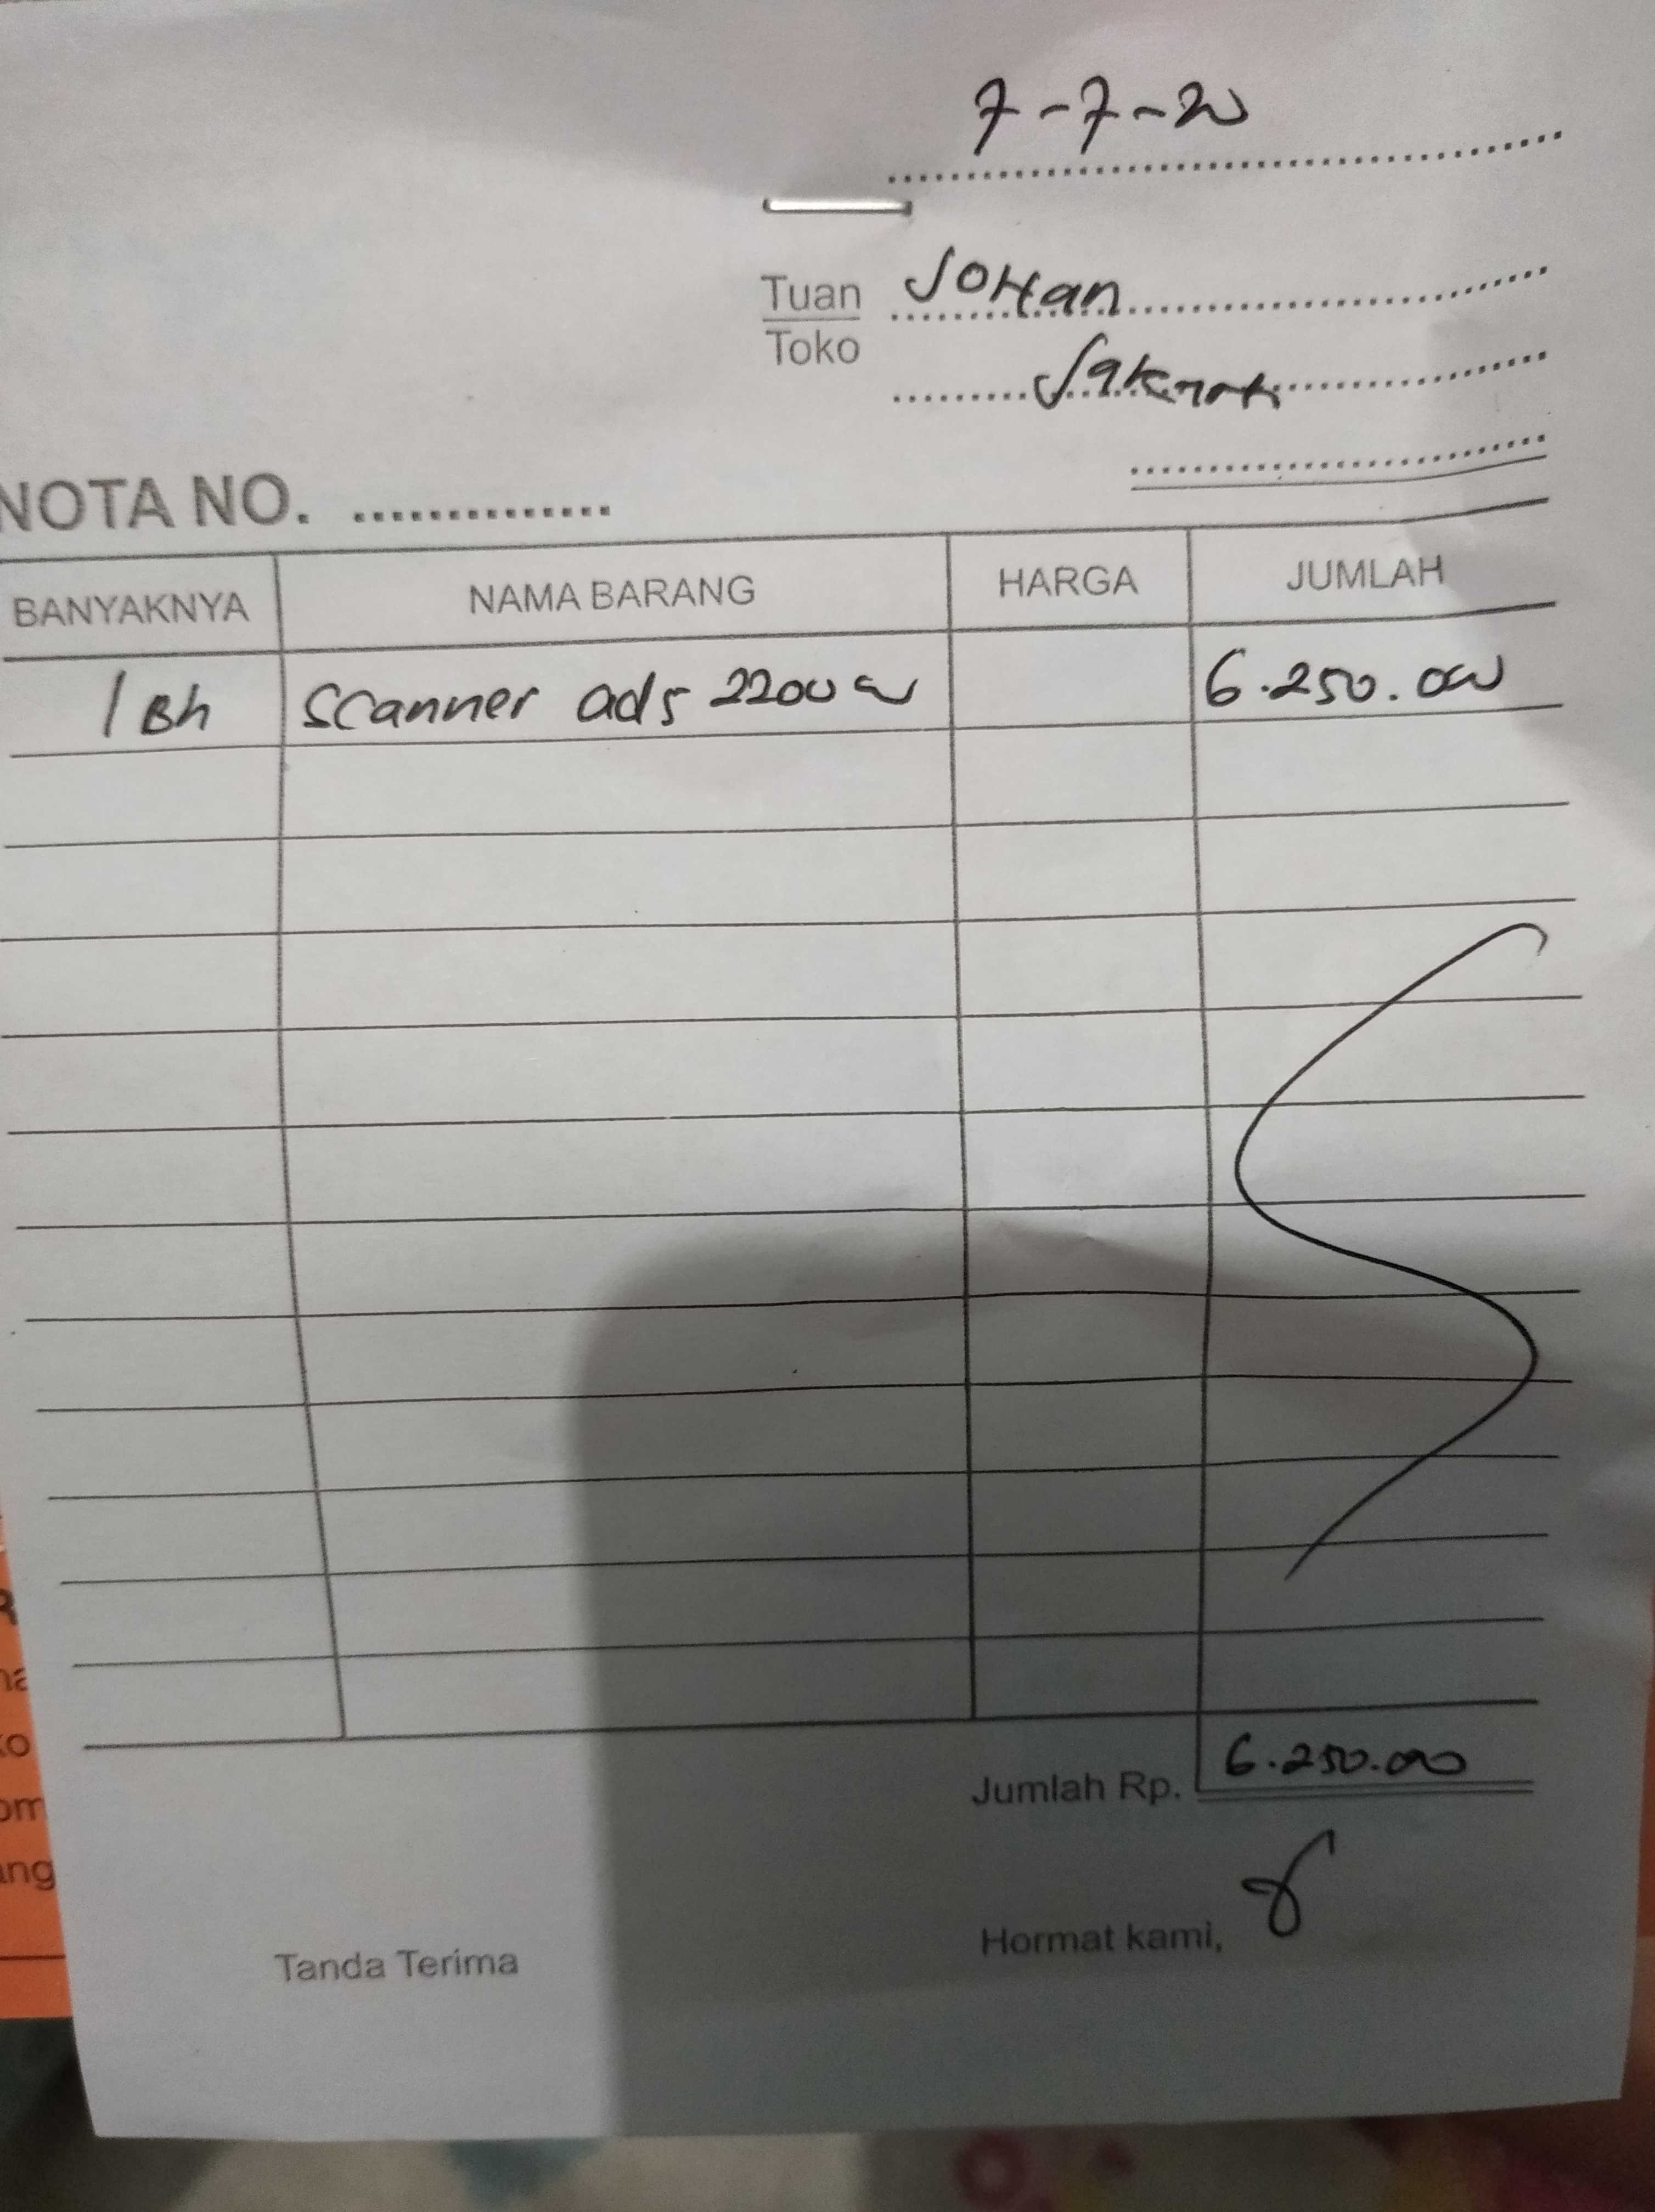 7-7-20
Tuan Johan
Toko
NOTA NO. ..............
BANYAKNYA NAMA BARANG HARGA JUMLAH
1 Bh Scanner ads 2200 6.250.000
Jumlah Rp. 6.250.000
Hormat kami,
Tanda Terima